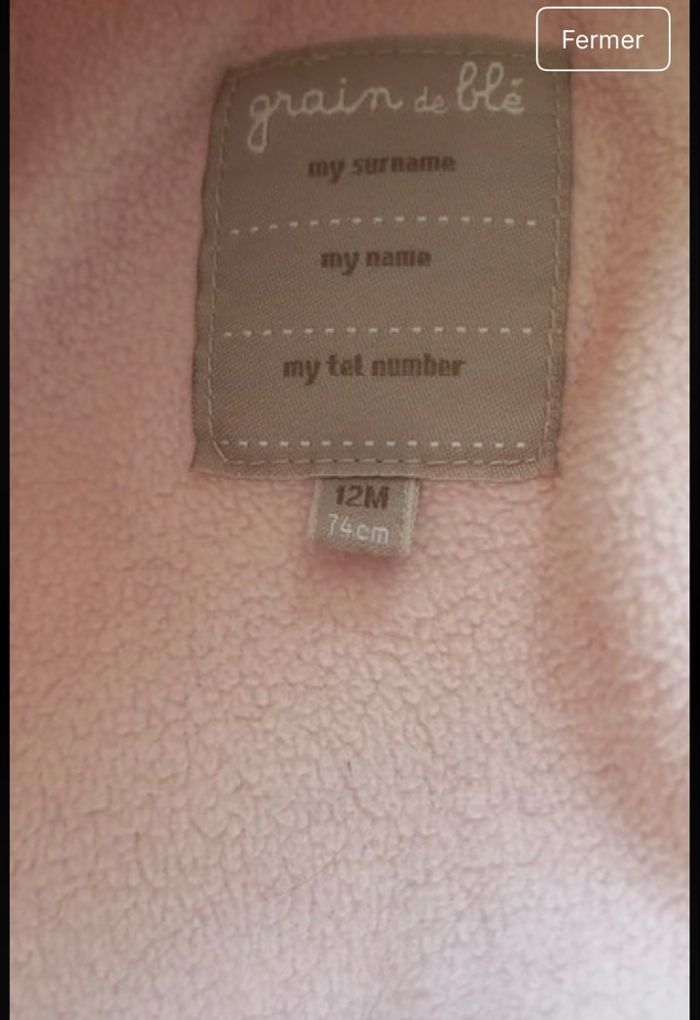 Fermer
grain de blé
my surname
my name
my tel number
12M
74cm